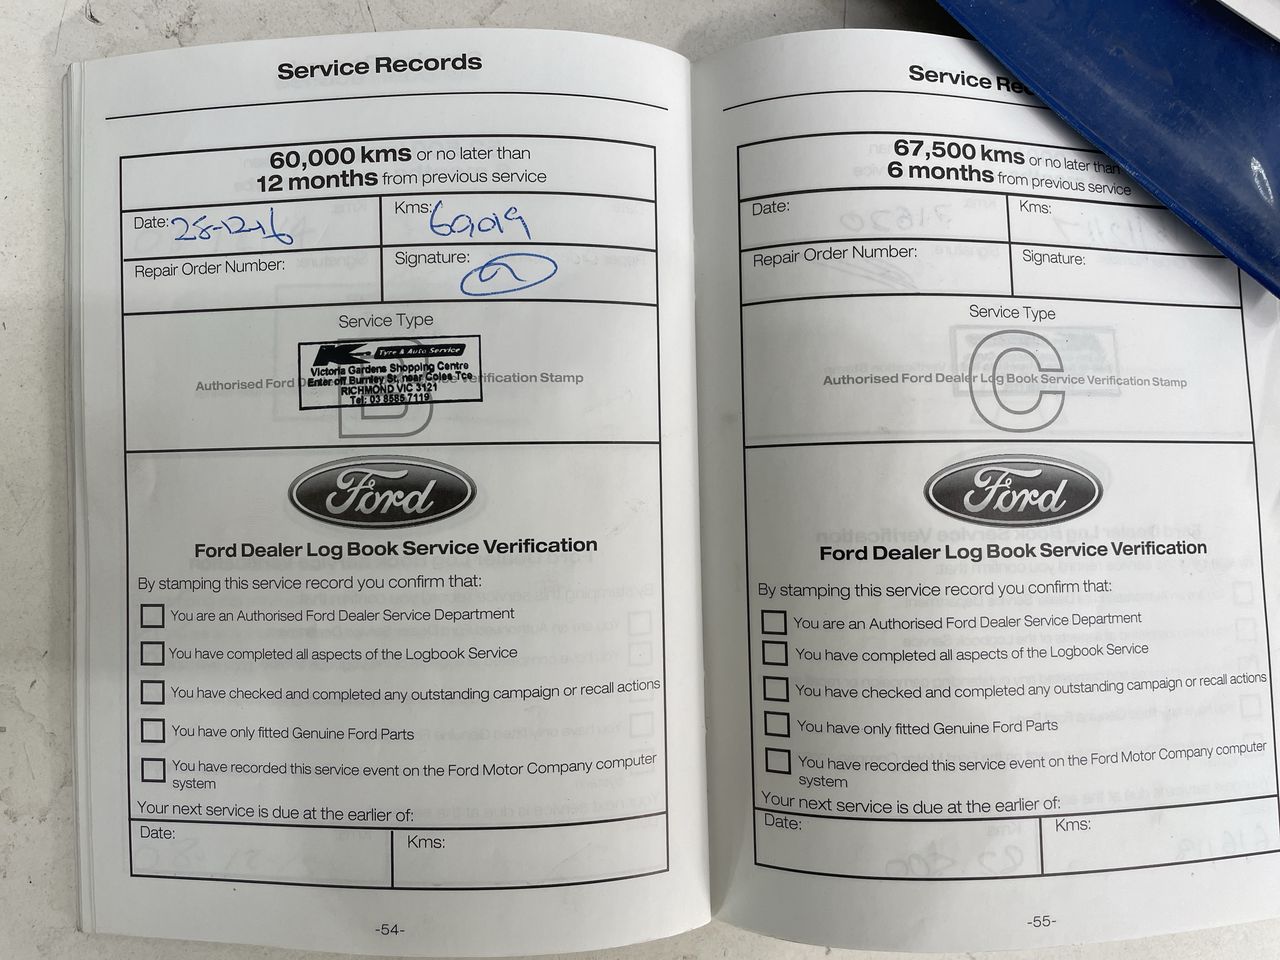 Service Records
60,000 kms or no later than
12 months from previous service
Date: 28-12-16
Kms: 60,019
Repair Order Number:
Signature:
Service Type
Authorised Ford D
rification Stamp
K Tyre & Auto Service
Victoria Gardens Shopping Centre
Enter off Burnley St, near Coles Tce
RICHMOND VIC 3121
Tel: 03 8585 7119
Ford
Ford Dealer Log Book Service Verification
By stamping this service record you confirm that:
You are an Authorised Ford Dealer Service Department
You have completed all aspects of the Logbook Service
You have checked and completed any outstanding campaign or recall actions
You have only fitted Genuine Ford Parts
You have recorded this service event on the Ford Motor Company computer
system
Your next service is due at the earlier of:
Date:
Kms:
-54-
Service Rec
67,500 kms or no later than
6 months from previous service
Date:
Kms:
Repair Order Number:
Signature:
Service Type
C
Authorised Ford Dealer Log Book Service Verification Stamp
Ford
Ford Dealer Log Book Service Verification
By stamping this service record you confirm that:
You are an Authorised Ford Dealer Service Department
You have completed all aspects of the Logbook Service
You have checked and completed any outstanding campaign or recall actions
You have only fitted Genuine Ford Parts
You have recorded this service event on the Ford Motor Company computer
system
Your next service is due at the earlier of:
Date:
Kms:
-55-